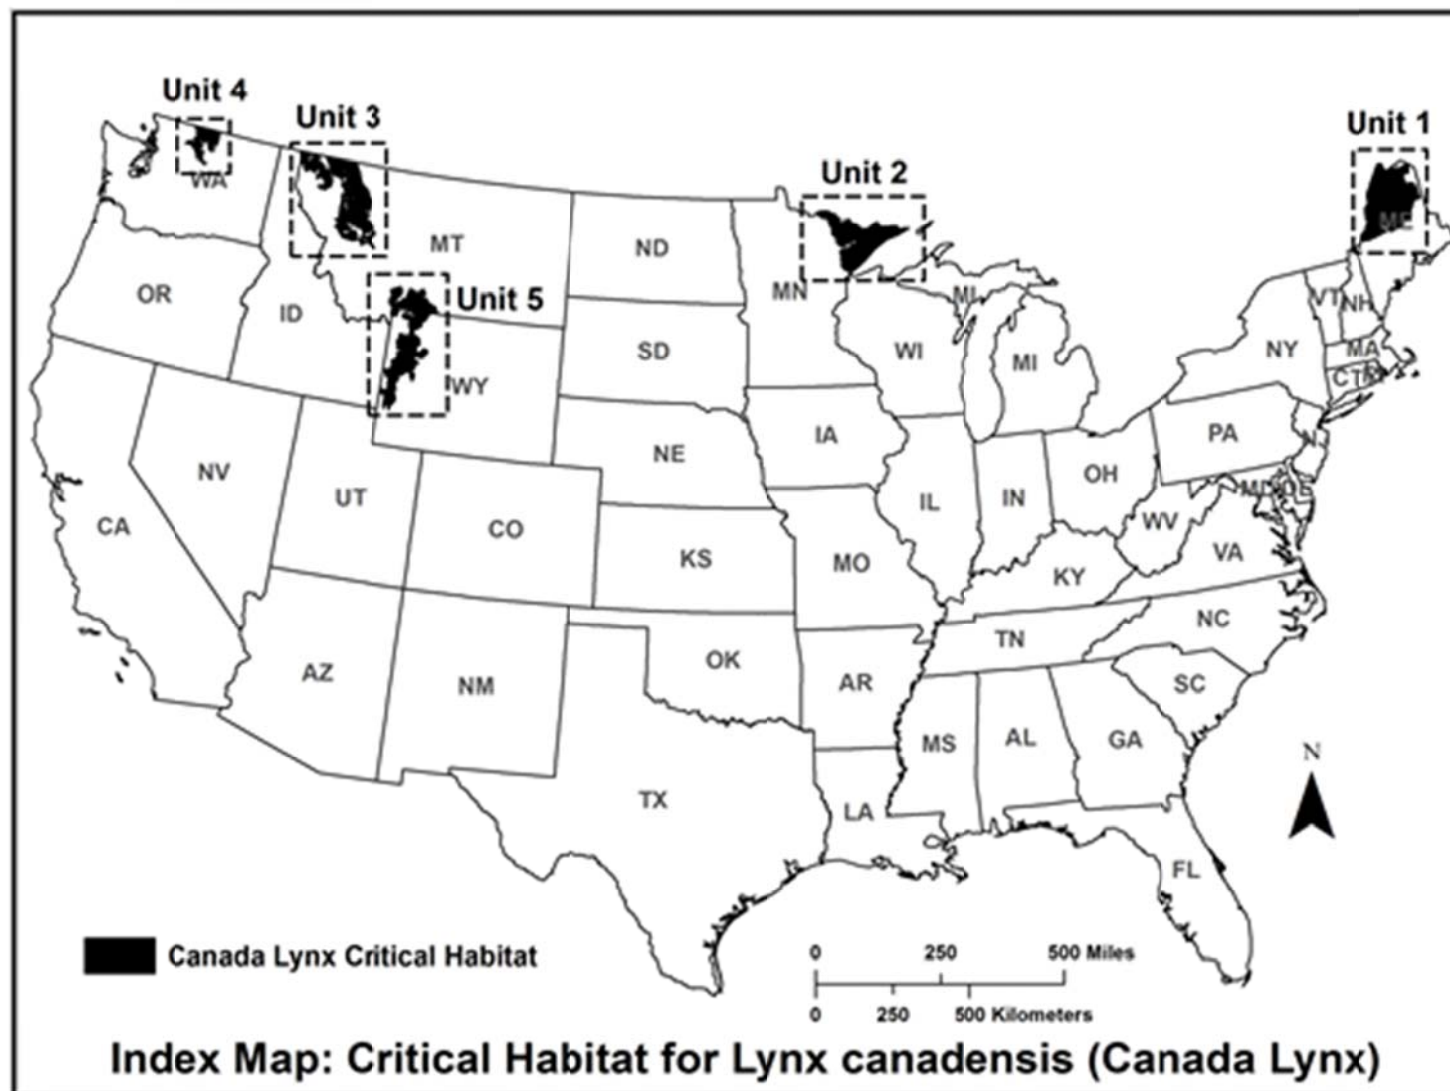 Unit 4
Unit 3
Unit 1
Unit 2
WA
ME
MT
ND
Unit 5
OR
ID
MN
MI
VT
NH
SD
WI
MI
NY
MA
WY
CT
IA
PA
NE
NV
UT
OH
IL
IN
MD
DE
CO
CA
WV
VA
KS
MO
KY
NC
TN
OK
AZ
NM
AR
SC
MS
AL
GA
N
TX
LA
FL
Canada Lynx Critical Habitat
0 250 500 Miles
0 250 500 Kilometers
Index Map: Critical Habitat for Lynx canadensis (Canada Lynx)